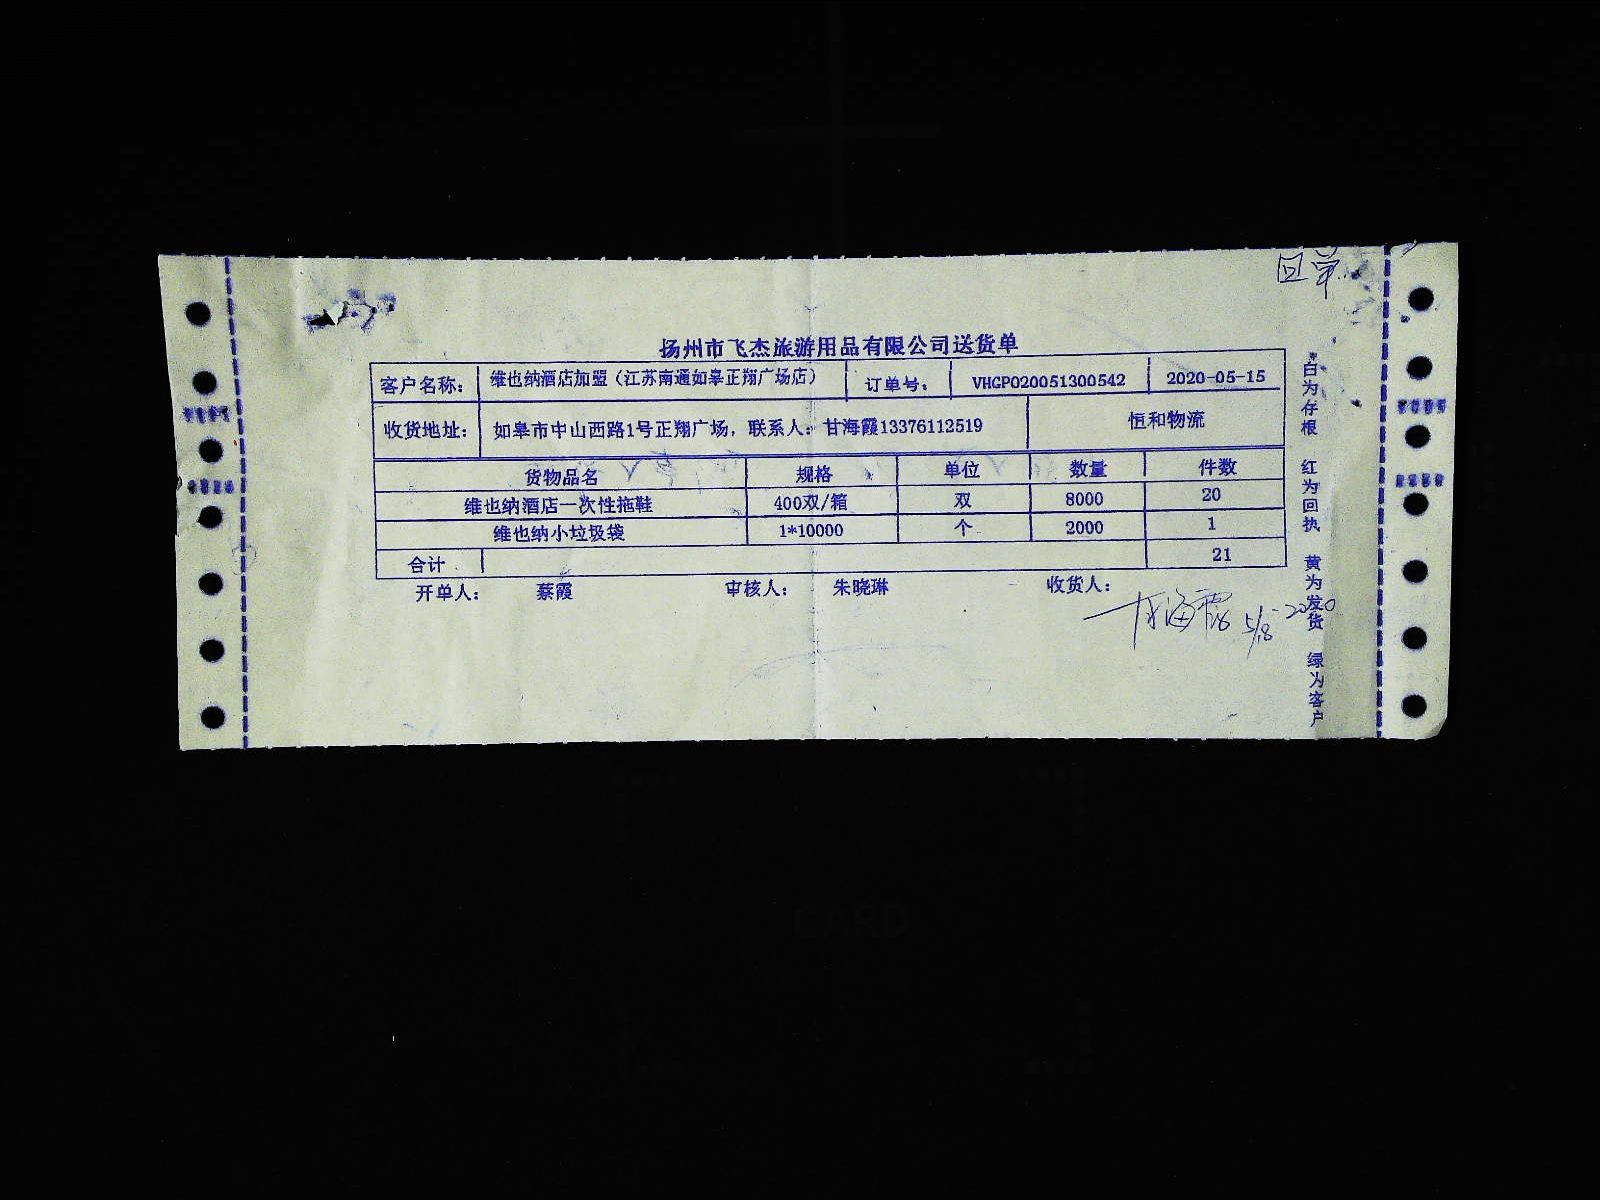 回单
扬州市飞杰旅游用品有限公司送货单
客户名称: 维也纳酒店加盟（江苏南通如皋正翔广场店） 订单号: VHGPO20051300542 2020-05-15
收货地址: 如皋市中山西路1号正翔广场, 联系人: 甘海霞13376112519 恒和物流
货物品名 规格 单位 数量 件数
维也纳酒店一次性拖鞋 400双/箱 双 8000 20
维也纳小垃圾袋 1*10000 个 2000 1
合计 21
开单人: 蔡霞 审核人: 朱晓琳 收货人:
甘海霞 5/18-2020
白为存根 红为回执 黄为发货 绿为客户
CARD